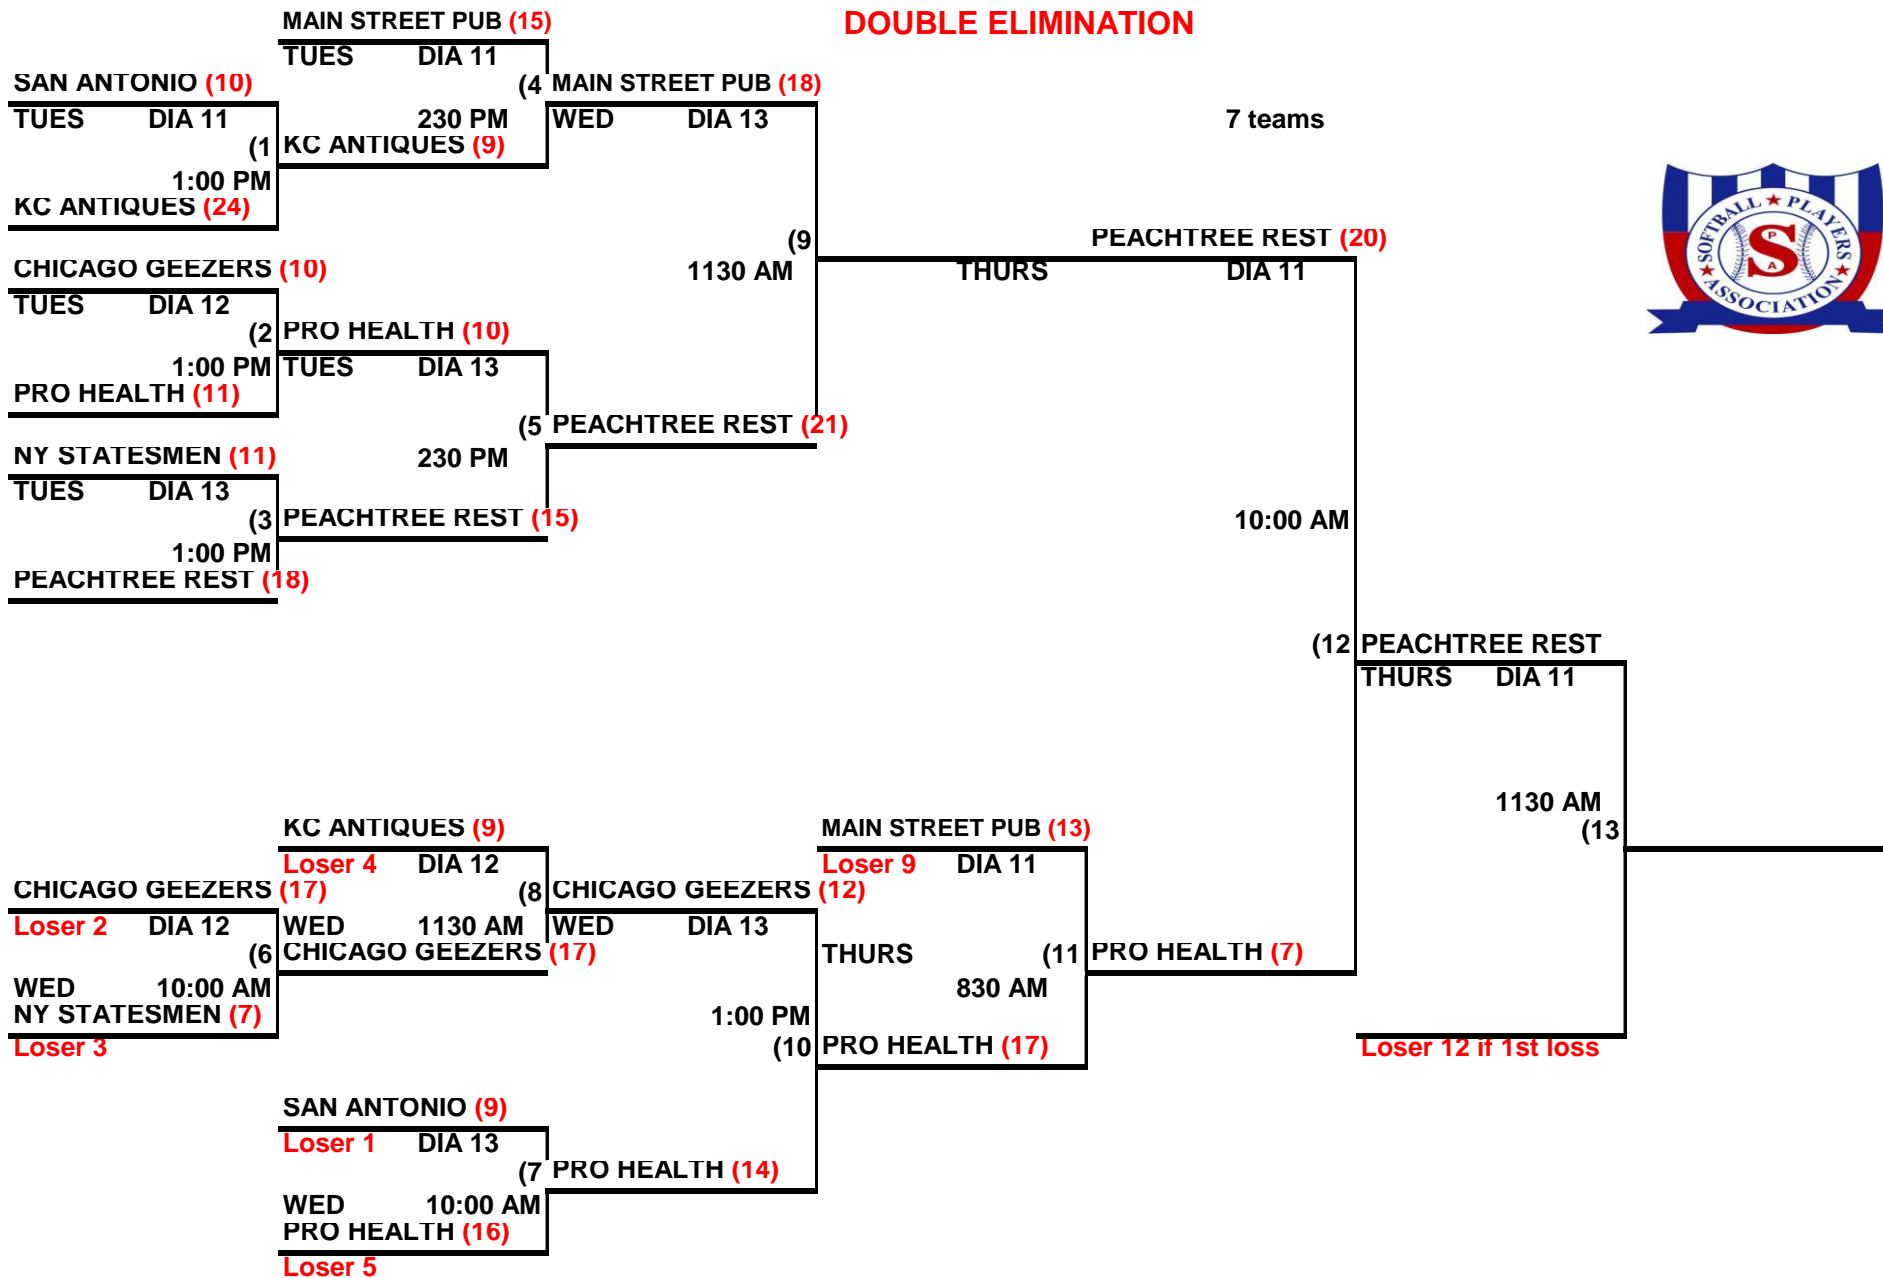 MAIN STREET PUB (15)
DOUBLE ELIMINATION
TUES DIA 11
SAN ANTONIO (10)
(4 MAIN STREET PUB (18)
TUES DIA 11
230 PM
WED DIA 13
7 teams
(1 KC ANTIQUES (9)
1:00 PM
KC ANTIQUES (24)
(9
PEACHTREE REST (20)
CHICAGO GEEZERS (10)
1130 AM
THURS DIA 11
TUES DIA 12
(2 PRO HEALTH (10)
1:00 PM
TUES DIA 13
PRO HEALTH (11)
(5 PEACHTREE REST (21)
NY STATESMEN (11)
230 PM
TUES DIA 13
(3 PEACHTREE REST (15)
10:00 AM
1:00 PM
PEACHTREE REST (18)
(12 PEACHTREE REST
THURS DIA 11
1130 AM
KC ANTIQUES (9)
MAIN STREET PUB (13)
(13
Loser 4 DIA 12
Loser 9 DIA 11
CHICAGO GEEZERS (17)
(8 CHICAGO GEEZERS (12)
Loser 2 DIA 12
WED 1130 AM
WED DIA 13
(6 CHICAGO GEEZERS (17)
THURS
(11 PRO HEALTH (7)
WED 10:00 AM
830 AM
NY STATESMEN (7)
1:00 PM
Loser 3
(10 PRO HEALTH (17)
Loser 12 if 1st loss
SAN ANTONIO (9)
Loser 1 DIA 13
(7 PRO HEALTH (14)
WED 10:00 AM
PRO HEALTH (16)
Loser 5
SOFTBALL ★ PLAYERS
★ ASSOCIATION ★
P
S
A